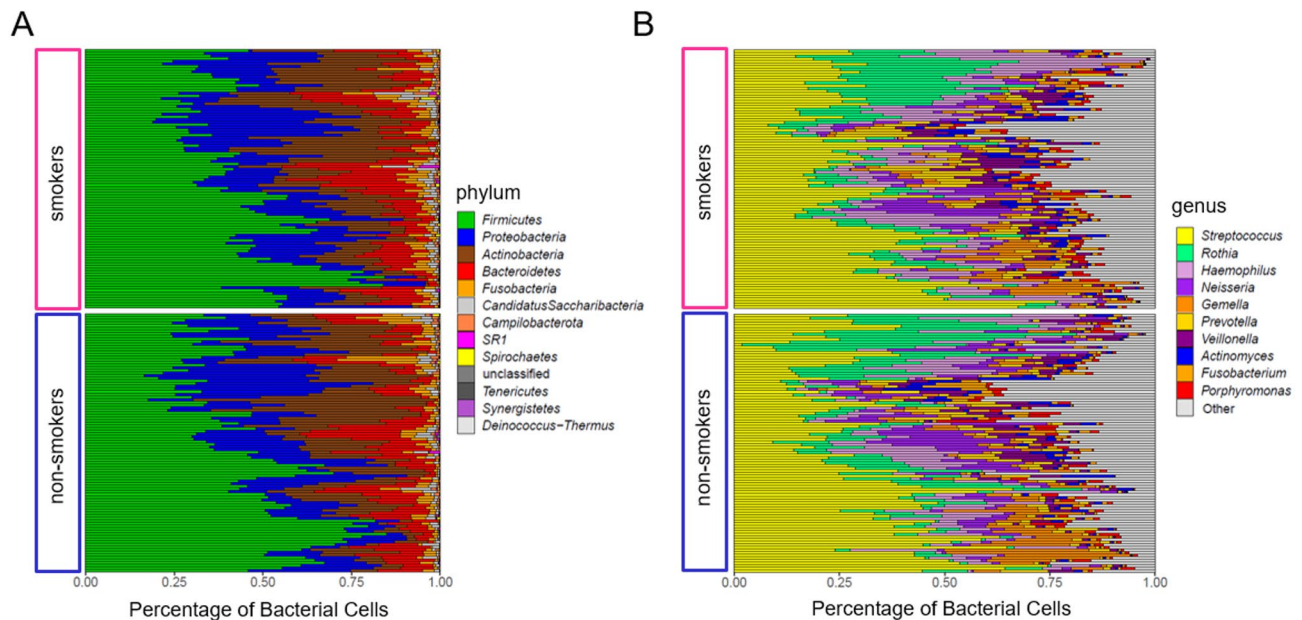 A
smokers
non-smokers
0.00 0.25 0.50 0.75 1.00
Percentage of Bacterial Cells
phylum
Firmicutes
Proteobacteria
Actinobacteria
Bacteroidetes
Fusobacteria
CandidatusSaccharibacteria
Campilobacterota
SR1
Spirochaetes
unclassified
Tenericutes
Synergistetes
Deinococcus-Thermus
B
smokers
non-smokers
0.00 0.25 0.50 0.75 1.00
Percentage of Bacterial Cells
genus
Streptococcus
Rothia
Haemophilus
Neisseria
Gemella
Prevotella
Veillonella
Actinomyces
Fusobacterium
Porphyromonas
Other